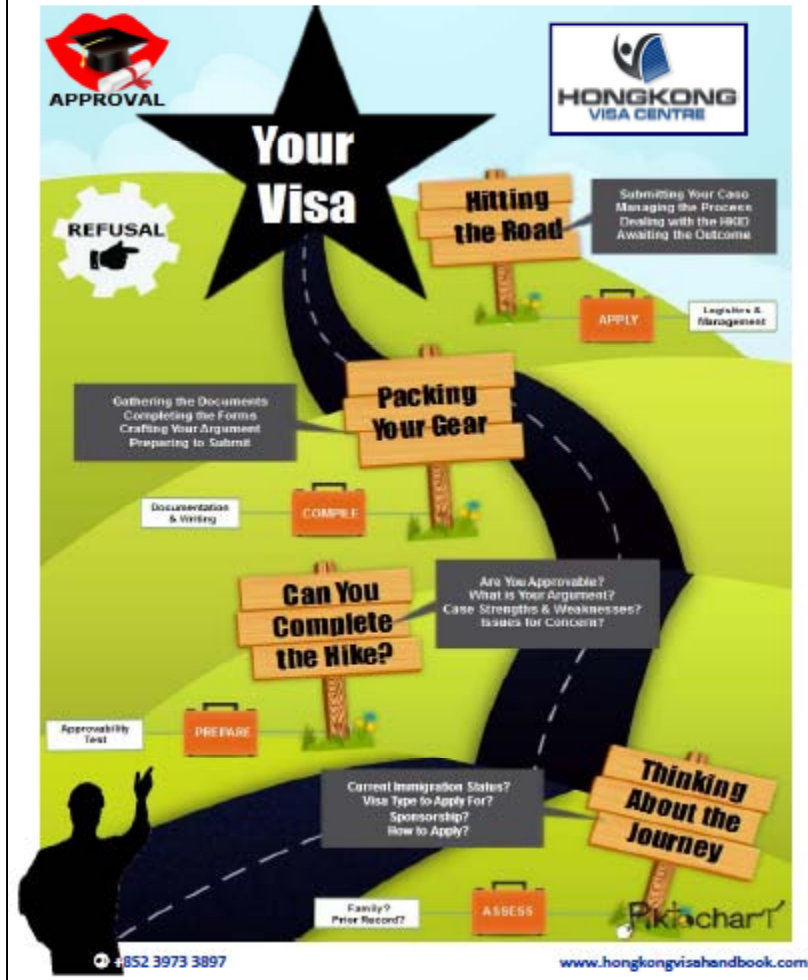 APPROVAL
HONGKONG
VISA CENTRE
Your
Visa
REFUSAL
Hitting
the Road
Submitting Your Case
Managing the Process
Dealing with the HKID
Awaiting the Outcome
APPLY
Logistics &
Management
Packing
Your Gear
Gathering the Documents
Completing the Forms
Crafting Your Argument
Preparing to Submit
Documentation
& Writing
COMPILE
Can You
Complete
the Hike?
Are You Approvable?
What is Your Argument?
Case Strengths & Weaknesses?
Issues for Concern?
Approvability
Test
PREPARE
Thinking
About the
Journey
Current Immigration Status?
Visa Type to Apply For?
Sponsorship?
How to Apply?
Family?
Prior Record?
ASSESS
Piktochart
+852 3973 3897
www.hongkongvisahandbook.com